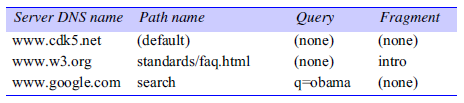 Server DNS name Path name Query Fragment
www.cdk5.net (default) (none) (none)
www.w3.org standards/faq.html (none) intro
www.google.com search q=obama (none)